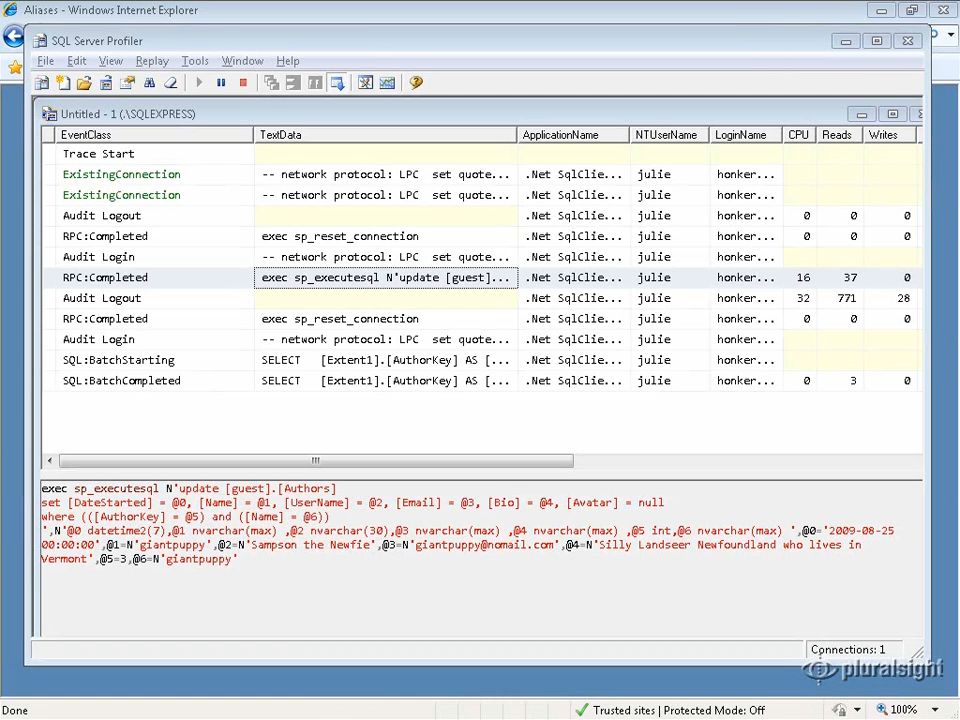 Aliases - Windows Internet Explorer
SQL Server Profiler
File Edit View Replay Tools Window Help
Untitled - 1 (.\SQLEXPRESS)
EventClass TextData ApplicationName NTUserName LoginName CPU Reads Writes
Trace Start
ExistingConnection -- network protocol: LPC set quote... .Net SqlClie... julie honker...
ExistingConnection -- network protocol: LPC set quote... .Net SqlClie... julie honker...
Audit Logout .Net SqlClie... julie honker... 0 0 0
RPC:Completed exec sp_reset_connection .Net SqlClie... julie honker... 0 0 0
Audit Login -- network protocol: LPC set quote... .Net SqlClie... julie honker...
RPC:Completed exec sp_executesql N'update [guest]... .Net SqlClie... julie honker... 16 37 0
Audit Logout .Net SqlClie... julie honker... 32 771 28
RPC:Completed exec sp_reset_connection .Net SqlClie... julie honker... 0 0 0
Audit Login -- network protocol: LPC set quote... .Net SqlClie... julie honker...
SQL:BatchStarting SELECT [Extent1].[AuthorKey] AS [... .Net SqlClie... julie honker...
SQL:BatchCompleted SELECT [Extent1].[AuthorKey] AS [... .Net SqlClie... julie honker... 0 3 0
exec sp_executesql N'update [guest].[Authors]
set [DateStarted] = @0, [Name] = @1, [UserName] = @2, [Email] = @3, [Bio] = @4, [Avatar] = null
where (([AuthorKey] = @5) and ([Name] = @6))
',N'@0 datetime2(7),@1 nvarchar(max) ,@2 nvarchar(30),@3 nvarchar(max) ,@4 nvarchar(max) ,@5 int,@6 nvarchar(max) ',@0='2009-08-25
00:00:00',@1=N'giantpuppy',@2=N'Sampson the Newfie',@3=N'giantpuppy@nomail.com',@4=N'Silly Landseer Newfoundland who lives in
Vermont',@5=3,@6=N'giantpuppy'
Connections: 1
pluralsight
Done Trusted sites | Protected Mode: Off 100%